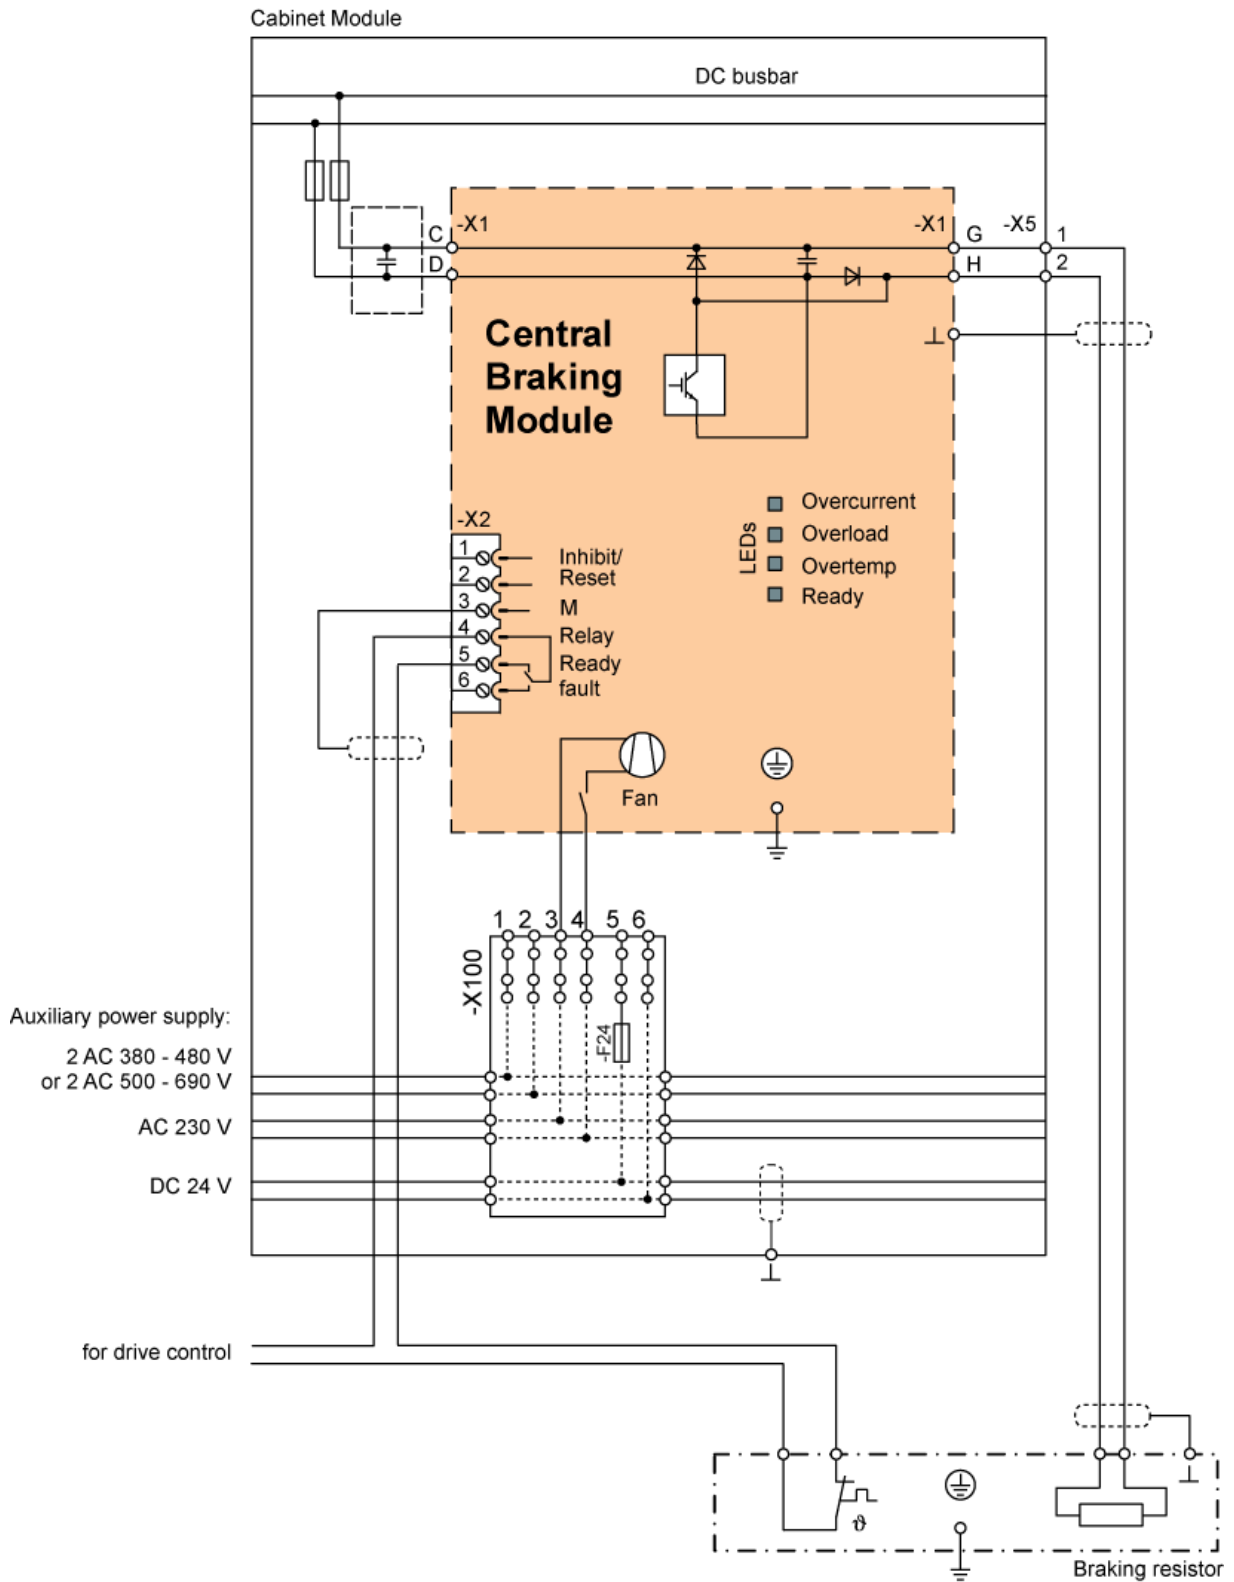 Cabinet Module
DC busbar
C
-X1
-X1
G
-X5
1
D
H
2
Central
Braking
Module
LEDs
Overcurrent
Overload
Overtemp
Ready
-X2
1
Inhibit/
2
Reset
3
M
4
Relay
5
Ready
6
fault
Fan
1 2 3 4 5 6
-X100
-F24
Auxiliary power supply:
2 AC 380 - 480 V
or 2 AC 500 - 690 V
AC 230 V
DC 24 V
for drive control
ϑ
Braking resistor